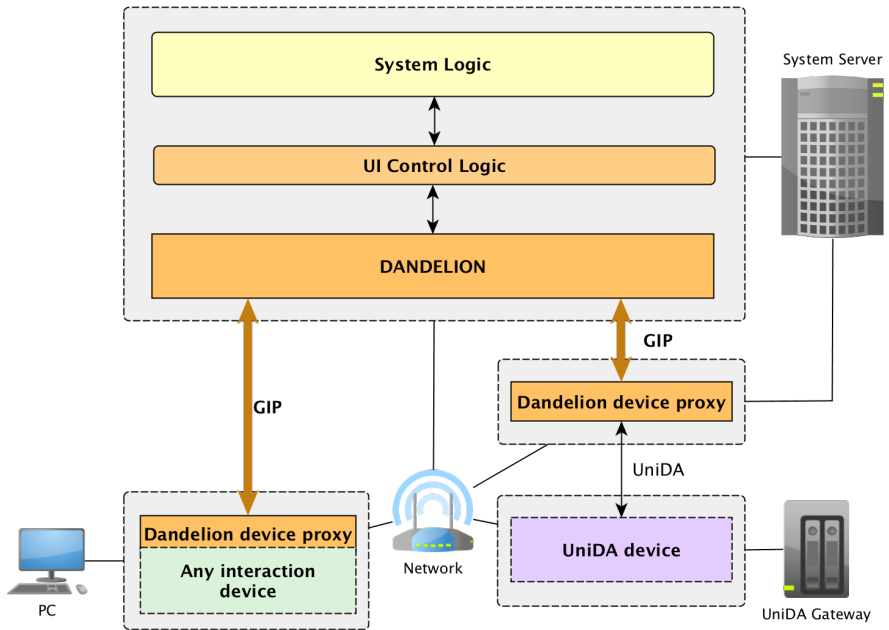 System Logic
System Server
UI Control Logic
DANDELION
GIP
Dandelion device proxy
GIP
UniDA
Dandelion device proxy
UniDA device
Any interaction
device
Network
PC
UniDA Gateway